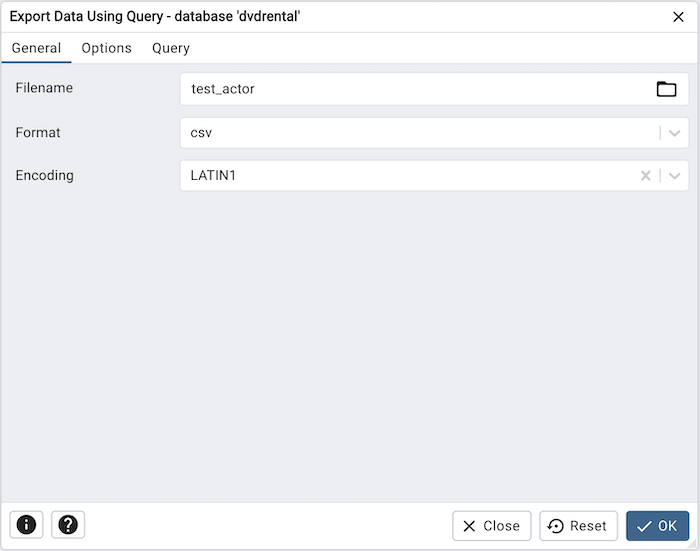 Export Data Using Query - database 'dvdrental'
General Options Query
Filename test_actor
Format csv
Encoding LATIN1
Close Reset OK